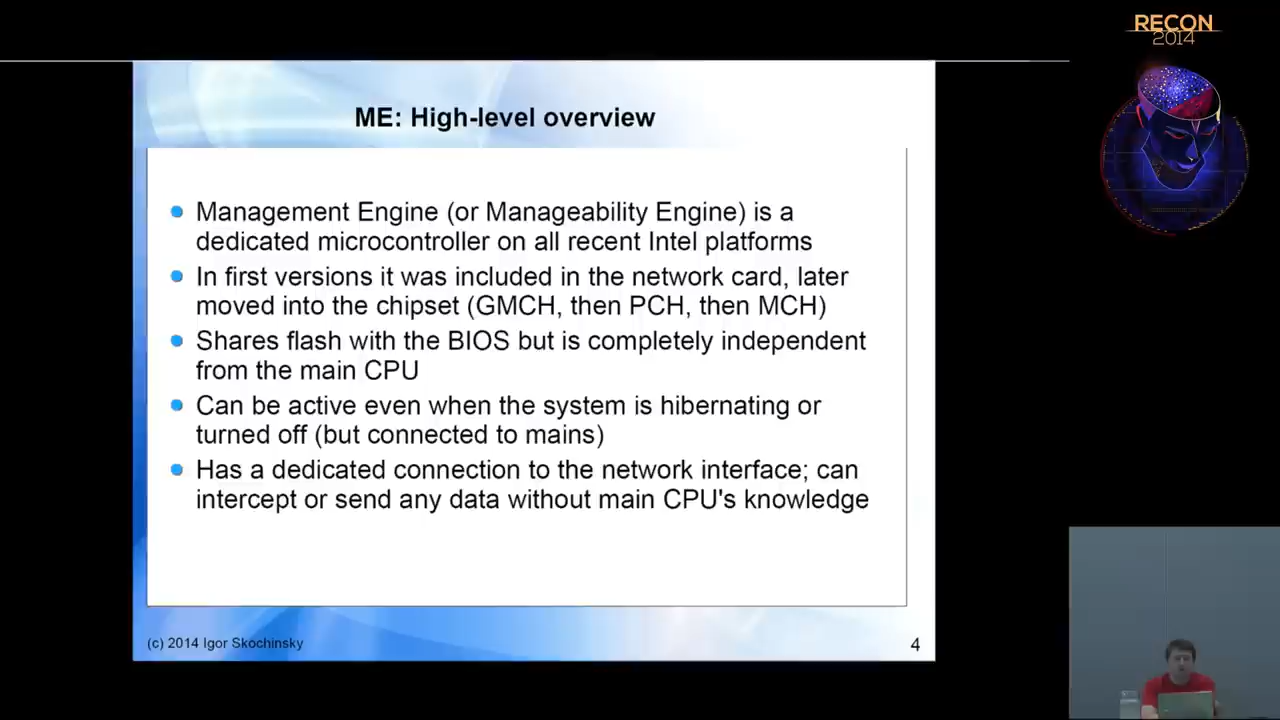 RECON
2014
ME: High-level overview
Management Engine (or Manageability Engine) is a
dedicated microcontroller on all recent Intel platforms
In first versions it was included in the network card, later
moved into the chipset (GMCH, then PCH, then MCH)
Shares flash with the BIOS but is completely independent
from the main CPU
Can be active even when the system is hibernating or
turned off (but connected to mains)
Has a dedicated connection to the network interface; can
intercept or send any data without main CPU's knowledge
(c) 2014 Igor Skochinsky
4